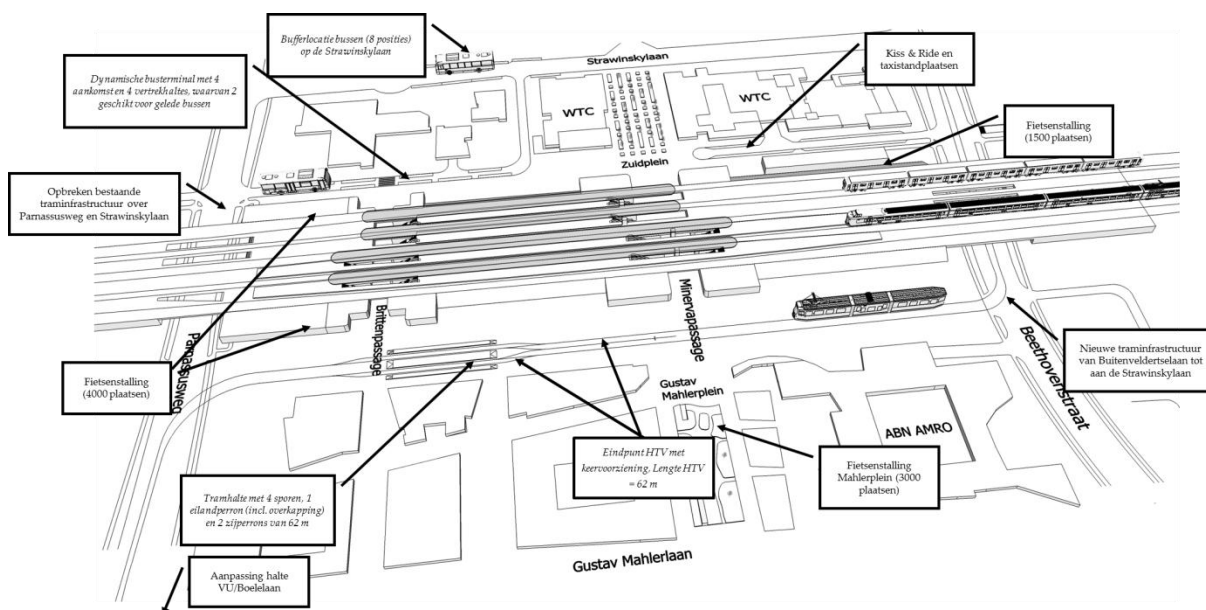 Bufferlocatie bussen (8 posities)
op de Strawinskylaan
Strawinskylaan
Kiss & Ride en
taxistandplaatsen
Dynamische busterminal met 4
aankomst en 4 vertrekhaltes, waarvan 2
geschikt voor gelede bussen
WTC
WTC
Zuidplein
Fietsenstalling
(1500 plaatsen)
Opbreken bestaande
traminfrastructuur over
Parnassusweg en Strawinskylaan
Parnassusweg
Brittenpassage
Minervapassage
Beethovenstraat
Nieuwe traminfrastructuur
van Buitenveldertselaan tot
aan de Strawinskylaan
Fietsenstalling
(4000 plaatsen)
Gustav
Mahlerplein
ABN AMRO
Eindpunt HTV met
keervoorziening, Lengte HTV
= 62 m
Fietsenstalling
Mahlerplein (3000
plaatsen)
Tramhalte met 4 sporen, 1
eilandperron (incl. overkapping)
en 2 zijperrons van 62 m
Gustav Mahlerlaan
Aanpassing halte
VU/Boelelaan